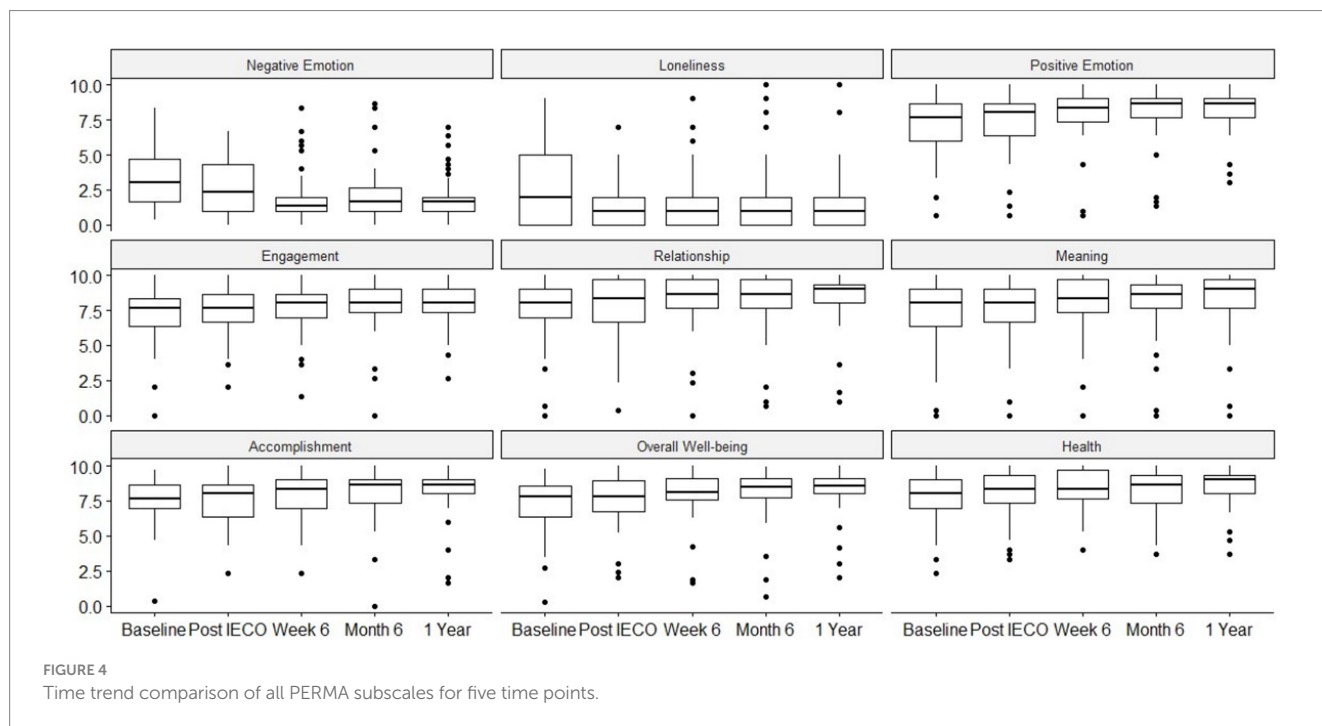 Negative Emotion
Loneliness
Positive Emotion
10.0
7.5
5.0
2.5
0.0
Engagement
Relationship
Meaning
10.0
7.5
5.0
2.5
0.0
Accomplishment
Overall Well-being
Health
10.0
7.5
5.0
2.5
0.0
Baseline Post IECO Week 6 Month 6 1 Year
Baseline Post IECO Week 6 Month 6 1 Year
Baseline Post IECO Week 6 Month 6 1 Year
FIGURE 4
Time trend comparison of all PERMA subscales for five time points.